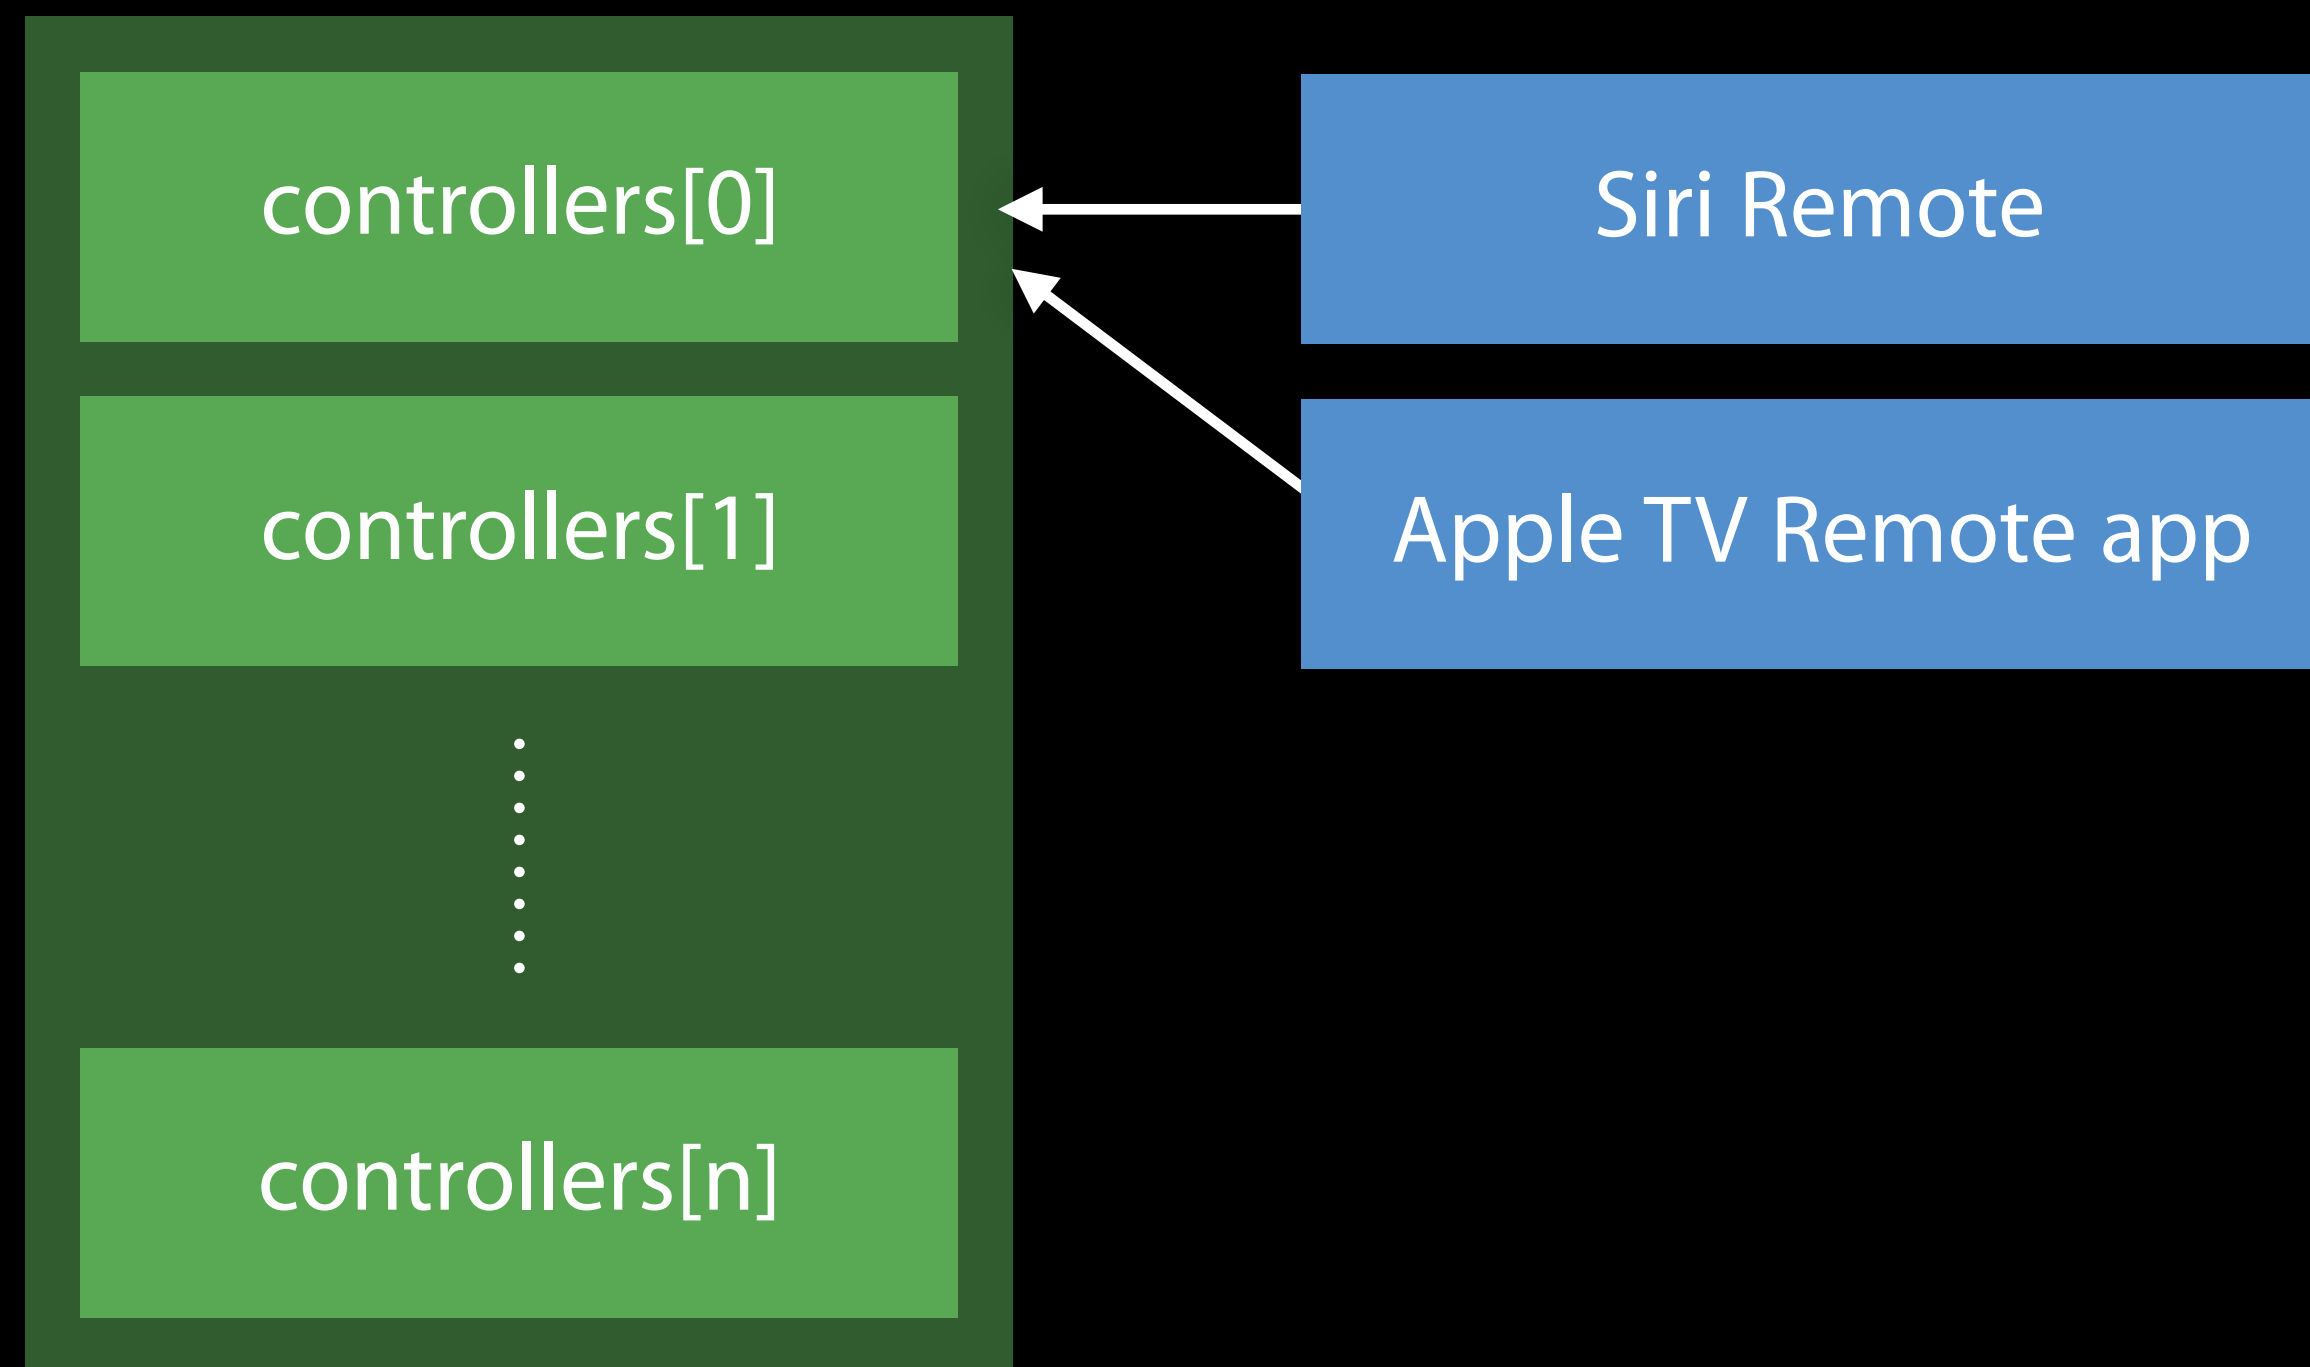 controllers[0]
Siri Remote
controllers[1]
Apple TV Remote app
controllers[n]